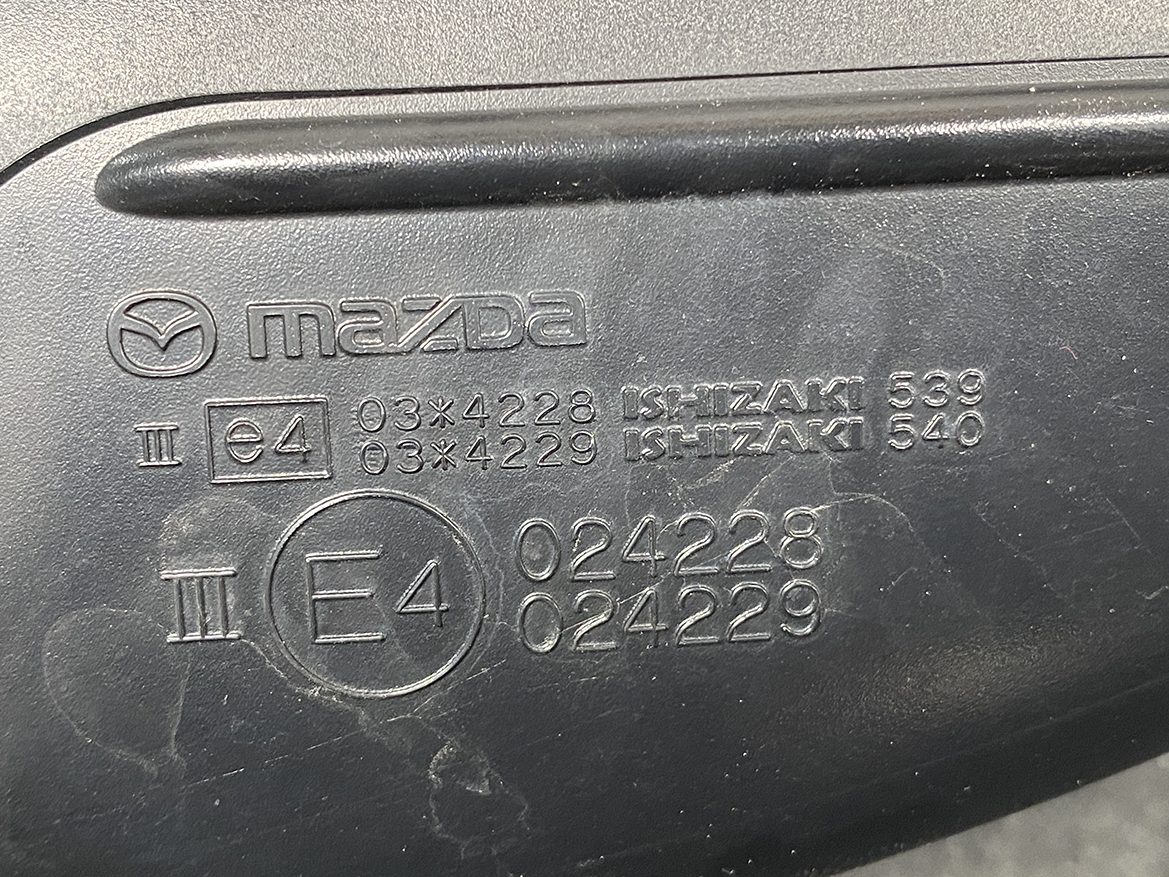 mazda
III e4 03*4228 ISHIZAKI 539
03*4229 ISHIZAKI 540
III E4 024228
024229